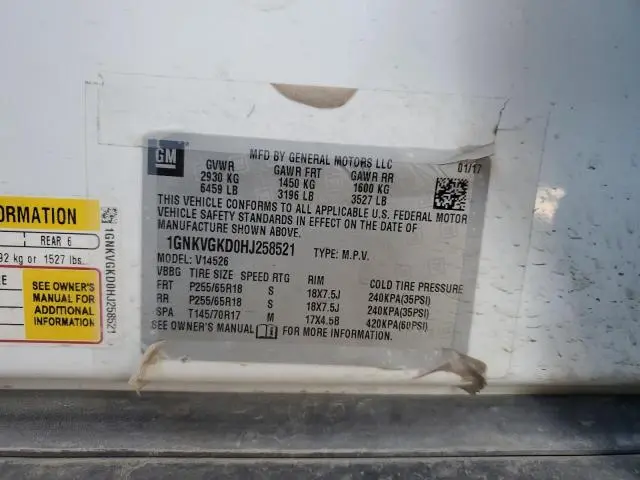 GM
MFD BY GENERAL MOTORS LLC
01/17
GVWR GAWR FRT GAWR RR
2930 KG 1450 KG 1600 KG
6459 LB 3196 LB 3527 LB
THIS VEHICLE CONFORMS TO ALL APPLICABLE U.S. FEDERAL MOTOR
VEHICLE SAFETY STANDARDS IN EFFECT ON THE DATE OF
MANUFACTURE SHOWN ABOVE.
1GNKVGKD0HJ258521 TYPE: M.P.V.
MODEL: V14526
VBBG TIRE SIZE SPEED RTG RIM COLD TIRE PRESSURE
FRT P255/65R18 S 18X7.5J 240KPA(35PSI)
RR P255/65R18 S 18X7.5J 240KPA(35PSI)
SPA T145/70R17 M 17X4.5B 420KPA(60PSI)
SEE OWNER'S MANUAL FOR MORE INFORMATION.
ORMATION
REAR 6
92 kg or 1527 lbs.
RE
SEE OWNER'S
MANUAL FOR
ADDITIONAL
INFORMATION
1GNKVGKD0HJ258521